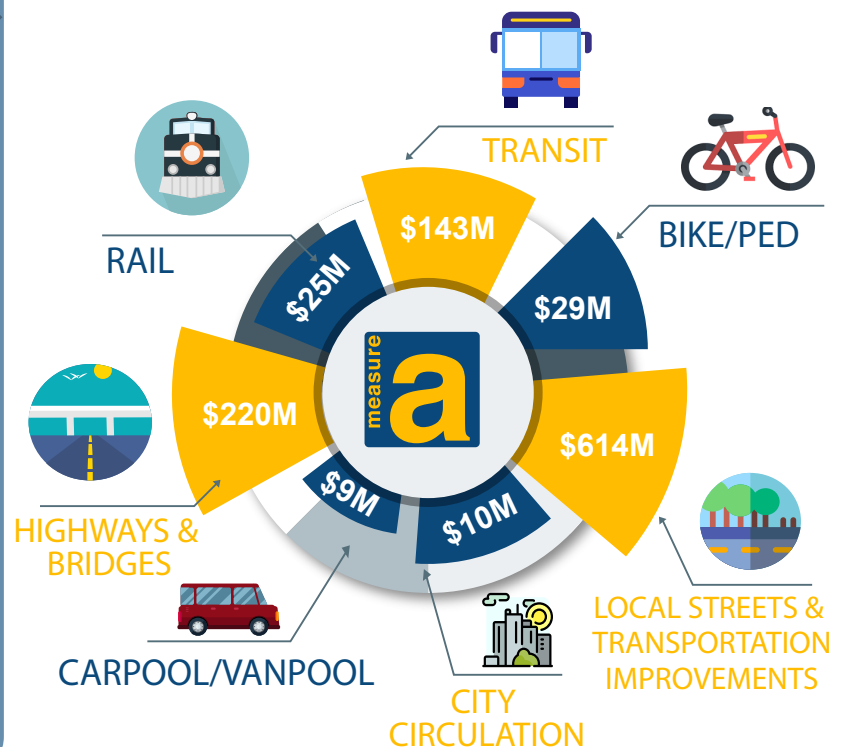 TRANSIT
$143M
BIKE/PED
$29M
RAIL
$25M
measure
a
$220M
HIGHWAYS &
BRIDGES
$614M
LOCAL STREETS &
TRANSPORTATION
IMPROVEMENTS
$9M
CARPOOL/VANPOOL
$10M
CITY
CIRCULATION